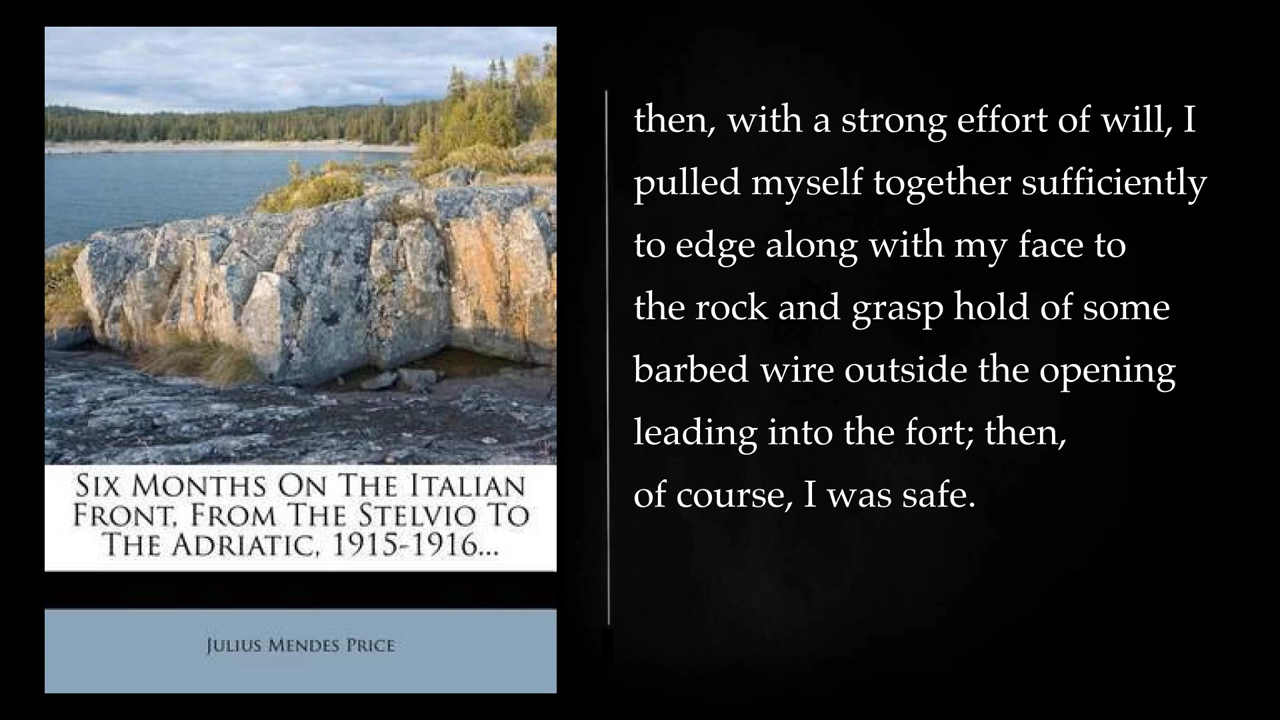 Six Months On The Italian
Front, From The Stelvio To
The Adriatic, 1915-1916...
Julius Mendes Price
then, with a strong effort of will, I
pulled myself together sufficiently
to edge along with my face to
the rock and grasp hold of some
barbed wire outside the opening
leading into the fort; then,
of course, I was safe.